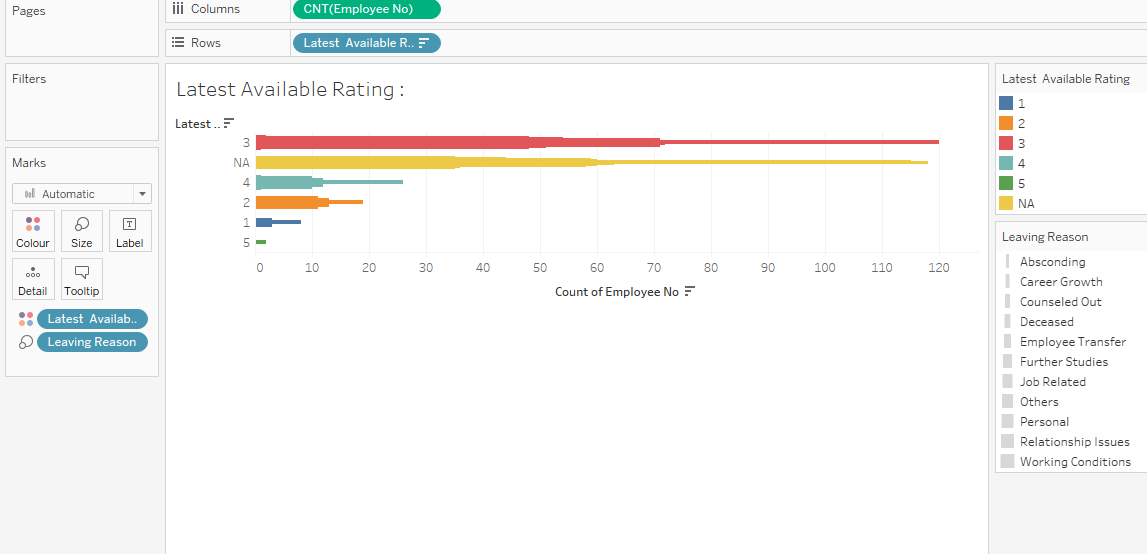 Pages
Columns
CNT(Employee No)
Rows
Latest  Available R..
Filters
Marks
Automatic
Colour
Size
Label
Detail
Tooltip
Latest  Availab..
Leaving Reason
Latest Available Rating :
Latest ..
3
NA
4
2
1
5
0 10 20 30 40 50 60 70 80 90 100 110 120
Count of Employee No
Latest  Available Rating
1
2
3
4
5
NA
Leaving Reason
Absconding
Career Growth
Counseled Out
Deceased
Employee Transfer
Further Studies
Job Related
Others
Personal
Relationship Issues
Working Conditions